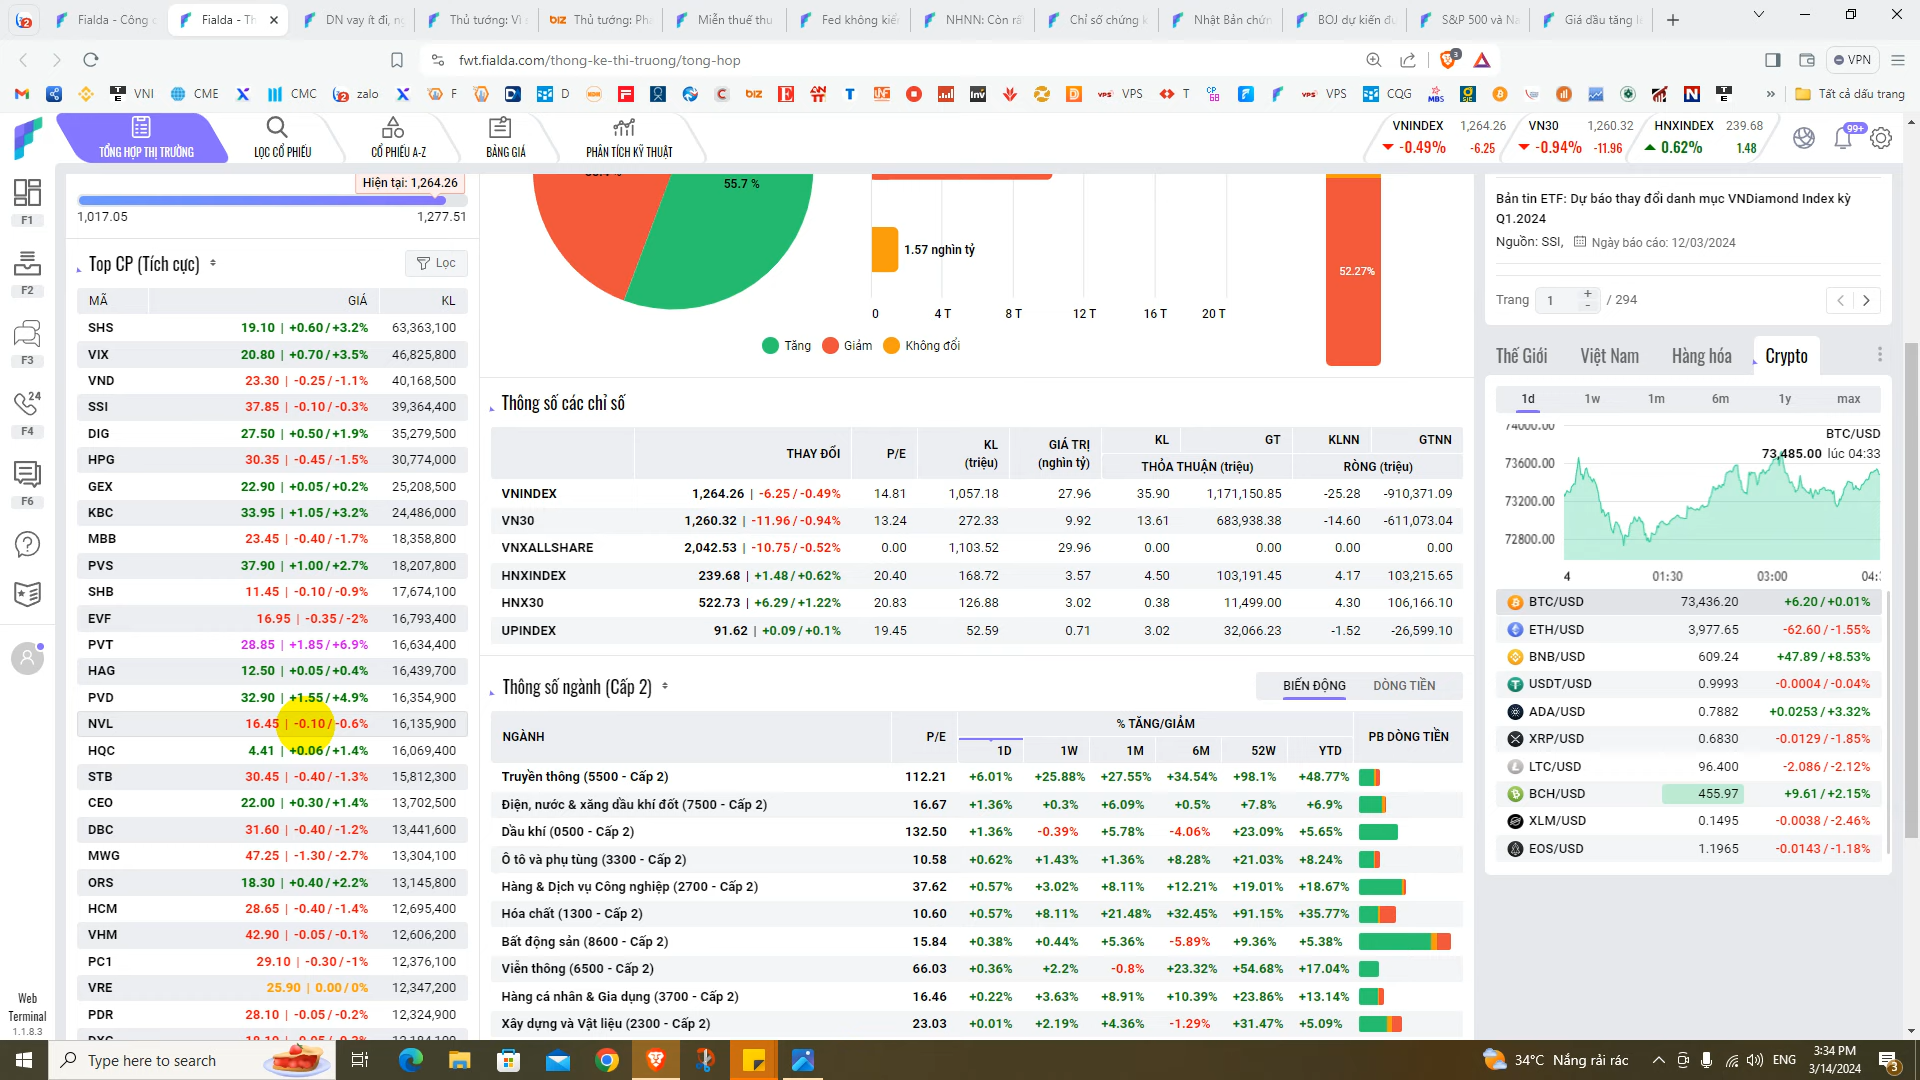 Fialda - Công c
Fialda - Th
DN vay ít đi, n
Thủ tướng: Vì s
Thủ tướng: Ph
Miễn thuế thu
Fed không kiê
NHNN: Còn r
Chỉ số chứng k
Nhật Bản chứn
BOJ dự kiến đ
S&P 500 và Na
Giá dầu tăng l
fwt.fialda.com/thong-ke-thi-truong/tong-hop
VPN
VNI CME CMC zalo F D VPS T VPS CQG Tất cả dấu trang
TỔNG HỢP THỊ TRƯỜNG
LỌC CỔ PHIẾU
CỔ PHIẾU A-Z
BẢNG GIÁ
PHÂN TÍCH KỸ THUẬT
VNINDEX 1,264.26
-0.49% -6.25
VN30 1,260.32
-0.94% -11.96
HNXINDEX 239.68
0.62% 1.48
99+
F1
F2
F3
24
F4
F6
Web
Terminal
1.1.8.3
Hiện tại: 1,264.26
1,017.05 1,277.51
Top CP (Tích cực)
Lọc
MÃ GIÁ KL
SHS 19.10 | +0.60 / +3.2% 63,363,100
VIX 20.80 | +0.70 / +3.5% 46,825,800
VND 23.30 | -0.25 / -1.1% 40,168,500
SSI 37.85 | -0.10 / -0.3% 39,364,400
DIG 27.50 | +0.50 / +1.9% 35,279,500
HPG 30.35 | -0.45 / -1.5% 30,774,000
GEX 22.90 | +0.05 / +0.2% 25,208,500
KBC 33.95 | +1.05 / +3.2% 24,486,000
MBB 23.45 | -0.40 / -1.7% 18,358,800
PVS 37.90 | +1.00 / +2.7% 18,207,800
SHB 11.45 | -0.10 / -0.9% 17,674,100
EVF 16.95 | -0.35 / -2% 16,793,400
PVT 28.85 | +1.85 / +6.9% 16,634,400
HAG 12.50 | +0.05 / +0.4% 16,439,700
PVD 32.90 | +1.55 / +4.9% 16,354,900
NVL 16.45 | -0.10 / -0.6% 16,135,900
HQC 4.41 | +0.06 / +1.4% 16,069,400
STB 30.45 | -0.40 / -1.3% 15,812,300
CEO 22.00 | +0.30 / +1.4% 13,702,500
DBC 31.60 | -0.40 / -1.2% 13,441,600
MWG 47.25 | -1.30 / -2.7% 13,304,100
ORS 18.30 | +0.40 / +2.2% 13,145,800
HCM 28.65 | -0.40 / -1.4% 12,695,400
VHM 42.90 | -0.05 / -0.1% 12,606,200
PC1 29.10 | -0.30 / -1% 12,376,100
VRE 25.90 | 0.00 / 0% 12,347,200
PDR 28.10 | -0.05 / -0.2% 12,324,900
55.7 %
1.57 nghìn tỷ
0 4 T 8 T 12 T 16 T 20 T
52.27%
Tăng Giảm Không đổi
Thông số các chỉ số
THAY ĐỔI P/E KL (triệu) GIÁ TRỊ (nghìn tỷ) KL GT KLNN GTNN
THỎA THUẬN (triệu) RÒNG (triệu)
VNINDEX 1,264.26 | -6.25 / -0.49% 14.81 1,057.18 27.96 35.90 1,171,150.85 -25.28 -910,371.09
VN30 1,260.32 | -11.96 / -0.94% 13.24 272.33 9.92 13.61 683,938.38 -14.60 -611,073.04
VNXALLSHARE 2,042.53 | -10.75 / -0.52% 0.00 1,103.52 29.96 0.00 0.00 0.00 0.00
HNXINDEX 239.68 | +1.48 / +0.62% 20.40 168.72 3.57 4.50 103,191.45 4.17 103,215.65
HNX30 522.73 | +6.29 / +1.22% 20.83 126.88 3.02 0.38 11,499.00 4.30 106,166.10
UPINDEX 91.62 | +0.09 / +0.1% 19.45 52.59 0.71 3.02 32,066.23 -1.52 -26,599.10
Thông số ngành (Cấp 2)
BIẾN ĐỘNG DÒNG TIỀN
NGÀNH P/E % TĂNG/GIẢM PB DÒNG TIỀN
1D 1W 1M 6M 52W YTD
Truyền thông (5500 - Cấp 2) 112.21 +6.01% +25.88% +27.55% +34.54% +98.1% +48.77%
Điện, nước & xăng dầu khí đốt (7500 - Cấp 2) 16.67 +1.36% +0.3% +6.09% +0.5% +7.8% +6.9%
Dầu khí (0500 - Cấp 2) 132.50 +1.36% -0.39% +5.78% -4.06% +23.09% +5.65%
Ô tô và phụ tùng (3300 - Cấp 2) 10.58 +0.62% +1.43% +1.36% +8.28% +21.03% +8.24%
Hàng & Dịch vụ Công nghiệp (2700 - Cấp 2) 37.62 +0.57% +3.02% +8.11% +12.21% +19.01% +18.67%
Hóa chất (1300 - Cấp 2) 10.60 +0.57% +8.11% +21.48% +32.45% +91.15% +35.77%
Bất động sản (8600 - Cấp 2) 15.84 +0.38% +0.44% +5.36% -5.89% +9.36% +5.38%
Viễn thông (6500 - Cấp 2) 66.03 +0.36% +2.2% -0.8% +23.32% +54.68% +17.04%
Hàng cá nhân & Gia dụng (3700 - Cấp 2) 16.46 +0.22% +3.63% +8.91% +10.39% +23.86% +13.14%
Xây dựng và Vật liệu (2300 - Cấp 2) 23.03 +0.01% +2.19% +4.36% -1.29% +31.47% +5.09%
Bản tin ETF: Dự báo thay đổi danh mục VNDiamond Index kỳ
Q1.2024
Nguồn: SSI, Ngày báo cáo: 12/03/2024
Trang 1 + - / 294
Thế Giới Việt Nam Hàng hóa Crypto
1d 1w 1m 6m 1y max
74000.00
73600.00
73200.00
72800.00
BTC/USD
73,485.00 lúc 04:33
4 01:30 03:00 04:
BTC/USD 73,436.20 +6.20 / +0.01%
ETH/USD 3,977.65 -62.60 / -1.55%
BNB/USD 609.24 +47.89 / +8.53%
USDT/USD 0.9993 -0.0004 / -0.04%
ADA/USD 0.7882 +0.0253 / +3.32%
XRP/USD 0.6830 -0.0129 / -1.85%
LTC/USD 96.400 -2.086 / -2.12%
BCH/USD 455.97 +9.61 / +2.15%
XLM/USD 0.1495 -0.0038 / -2.46%
EOS/USD 1.1965 -0.0143 / -1.18%
Type here to search
34°C Nắng rải rác
ENG
3:34 PM
3/14/2024
3